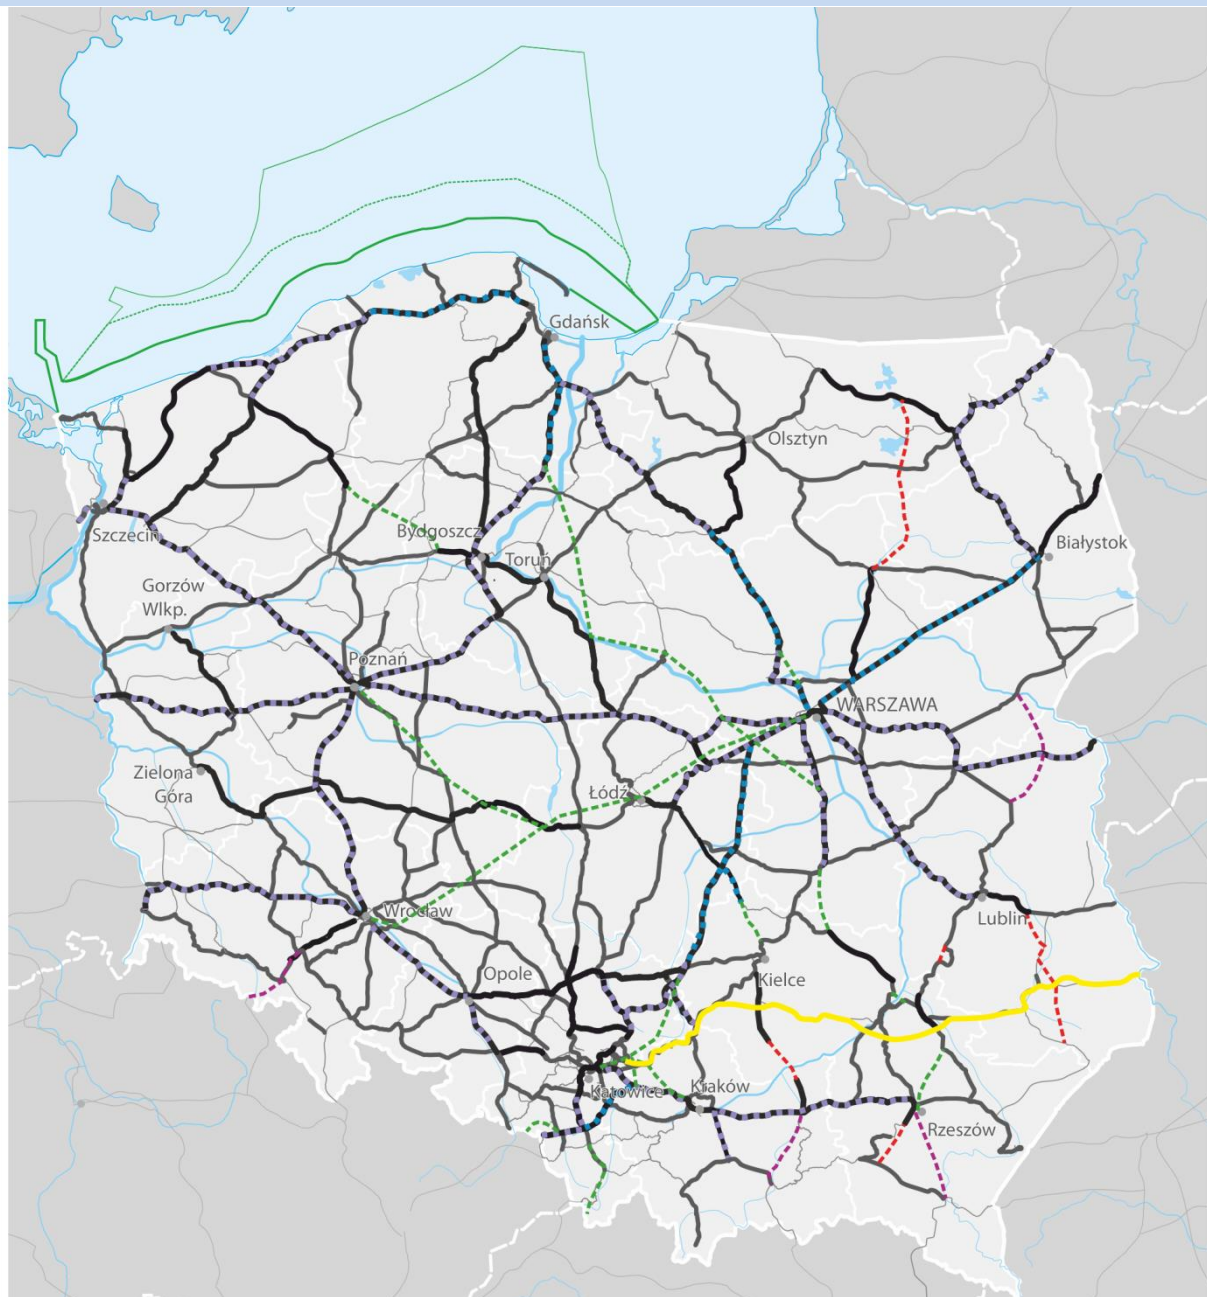 Gdańsk
Olsztyn
Szczecin
Bydgoszcz
Toruń
Białystok
Gorzów
Wlkp.
Poznań
WARSZAWA
Zielona
Góra
Łódź
Wrocław
Lublin
Opole
Kielce
Katowice
Kraków
Rzeszów